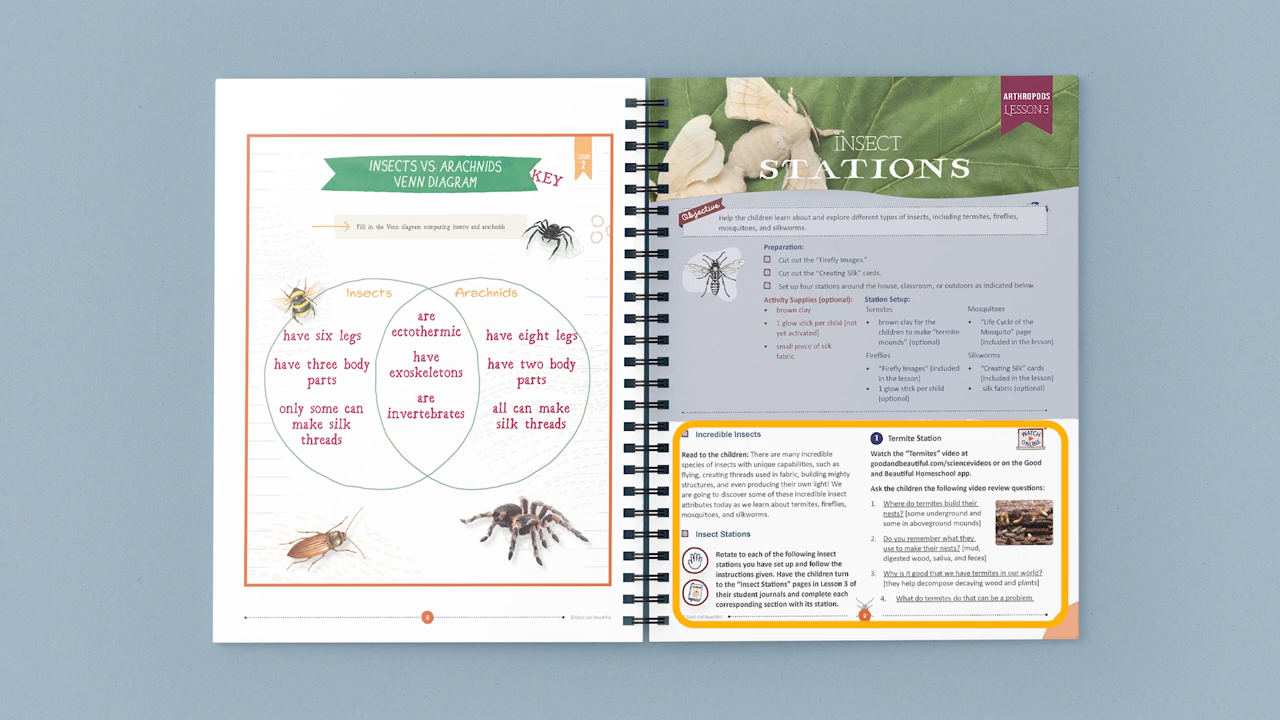 INSECTS VS. ARACHNIDS
VENN DIAGRAM
KEY
LESSON
2
Fill in the Venn diagram comparing insects and arachnids
Insects
Arachnids
have six legs
have three body
parts
only some can
make silk
threads
are
ectothermic
have
exoskeletons
are
invertebrates
have eight legs
have two body
parts
all can make
silk threads
8
ARTHROPODS
LESSON 3
INSECT
STATIONS
Objective
Help the children learn about and explore different types of insects, including termites, fireflies,
mosquitoes, and silkworms.
Preparation:
Cut out the "Firefly Images."
Cut out the "Creating Silk" cards.
Set up four stations around the house, classroom, or outdoors as indicated below.
Activity Supplies (optional):
• brown clay
• 1 glow stick per child (not
yet activated)
• small piece of silk
fabric
Station Setup:
Termites
• brown clay for the
children to make "termite
mounds" (optional)
Fireflies
• "Firefly Images" (included
in the lesson)
• 1 glow stick per child
(optional)
Mosquitoes
• "Life Cycle of the
Mosquito" page
(included in the lesson)
Silkworms
• "Creating Silk" cards
(included in the lesson)
• silk fabric (optional)
Incredible Insects
Read to the children: There are many incredible
species of insects with unique capabilities, such as
flying, creating threads used in fabric, building mighty
structures, and even producing their own light! We
are going to discover some of these incredible insect
attributes today as we learn about termites, fireflies,
mosquitoes, and silkworms.
Insect Stations
Rotate to each of the following insect
stations you have set up and follow the
instructions given. Have the children turn
to the "Insect Stations" pages in Lesson 3 of
their student journals and complete each
corresponding section with its station.
1 Termite Station
WATCH
ONLINE
Watch the "Termites" video at
goodandbeautiful.com/sciencevideos or on the Good
and Beautiful Homeschool app.
Ask the children the following video review questions:
1. Where do termites build their
nests? [some underground and
some in aboveground mounds]
2. Do you remember what they
use to make their nests? [mud,
digested wood, saliva, and feces]
3. Why is it good that we have termites in our world?
[they help decompose decaying wood and plants]
4. What do termites do that can be a problem
9